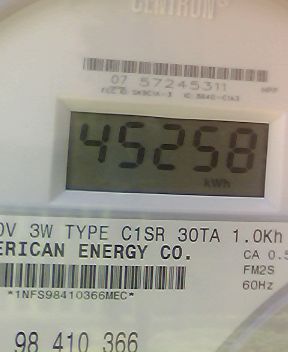 CENTRON®
07 57245311
45258
kWh
0V 3W TYPE C1SR 30TA 1.0Kh
ERICAN ENERGY CO.
CA 0.5
FM2S
60Hz
*1NFS98410366MEC*
98 410 366